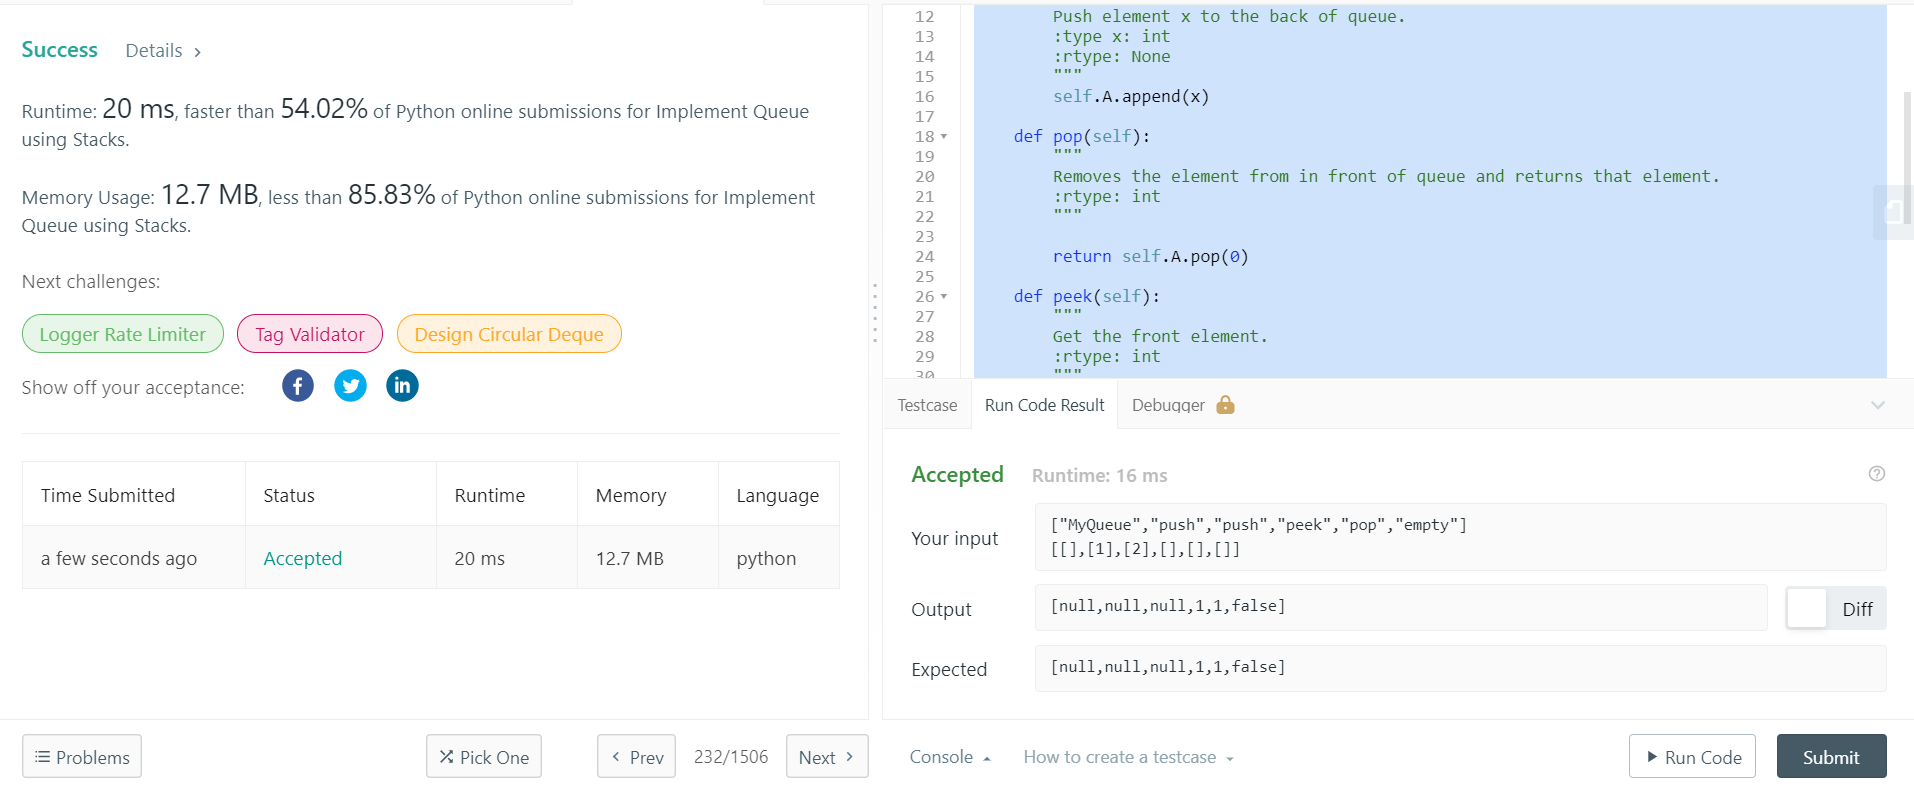 Success Details ›
Runtime: 20 ms, faster than 54.02% of Python online submissions for Implement Queue
using Stacks.
Memory Usage: 12.7 MB, less than 85.83% of Python online submissions for Implement
Queue using Stacks.
Next challenges:
Logger Rate Limiter Tag Validator Design Circular Deque
Show off your acceptance:
Time Submitted Status Runtime Memory Language
a few seconds ago Accepted 20 ms 12.7 MB python
Problems Pick One ‹ Prev 232/1506 Next ›
12 Push element x to the back of queue.
13 :type x: int
14 :rtype: None
15 """
16 self.A.append(x)
17
18 def pop(self):
19 """
20 Removes the element from in front of queue and returns that element.
21 :rtype: int
22 """
23
24 return self.A.pop(0)
25
26 def peek(self):
27 """
28 Get the front element.
29 :rtype: int
30 """
Testcase Run Code Result Debugger
Accepted Runtime: 16 ms
Your input
["MyQueue","push","push","peek","pop","empty"]
[[],[1],[2],[],[],[]]
Output [null,null,null,1,1,false] Diff
Expected [null,null,null,1,1,false]
Console How to create a testcase Run Code Submit